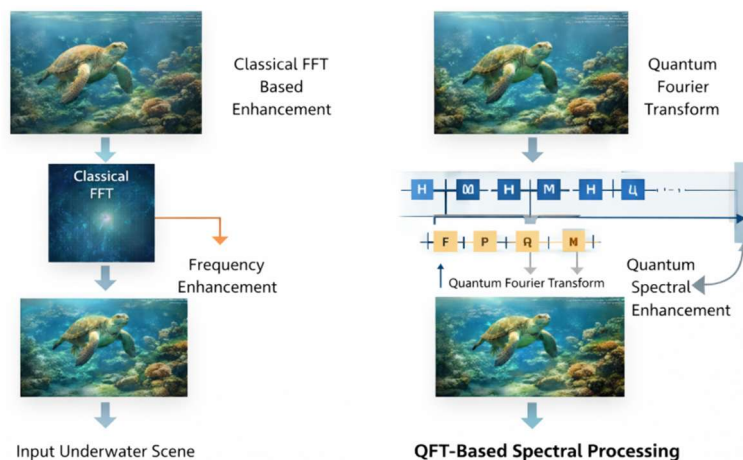 Classical FFT
Based
Enhancement
Classical
FFT
Frequency
Enhancement
Input Underwater Scene
Quantum
Fourier
Transform
H H M H
F P Q N
Quantum Fourier Transform
Quantum
Spectral
Enhancement
QFT-Based Spectral Processing